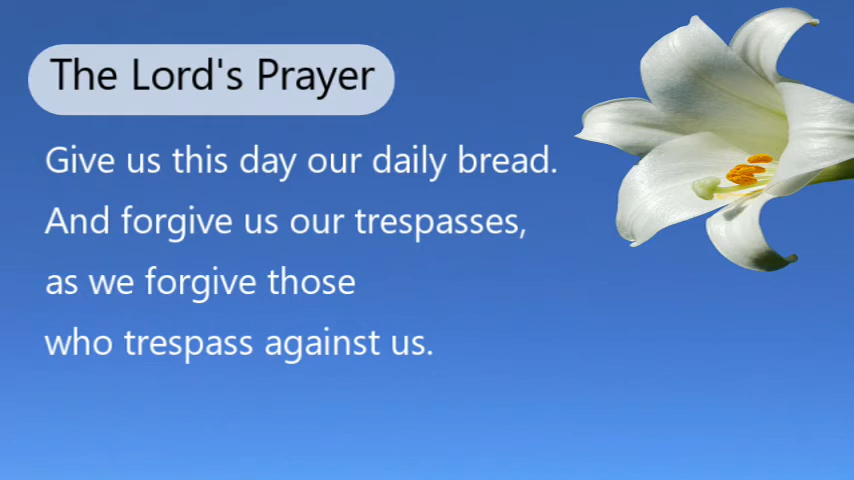 The Lord's Prayer
Give us this day our daily bread.
And forgive us our trespasses,
as we forgive those
who trespass against us.